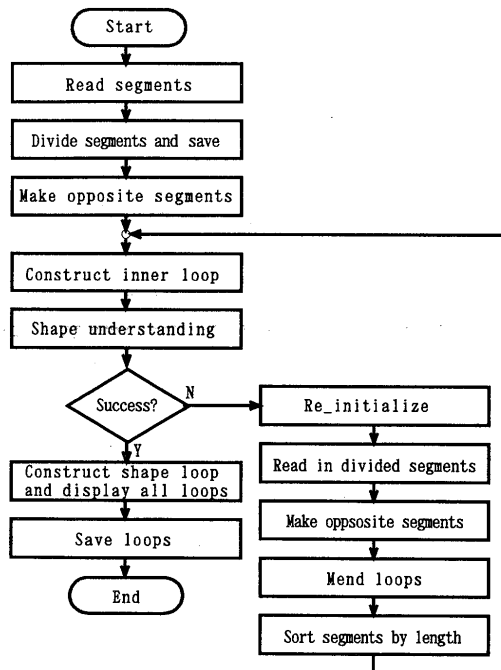 Start
Read segments
Divide segments and save
Make opposite segments
Construct inner loop
Shape understanding
Success?
N
Y
Construct shape loop
and display all loops
Save loops
End
Re_initialize
Read in divided segments
Make oppsosite segments
Mend loops
Sort segments by length